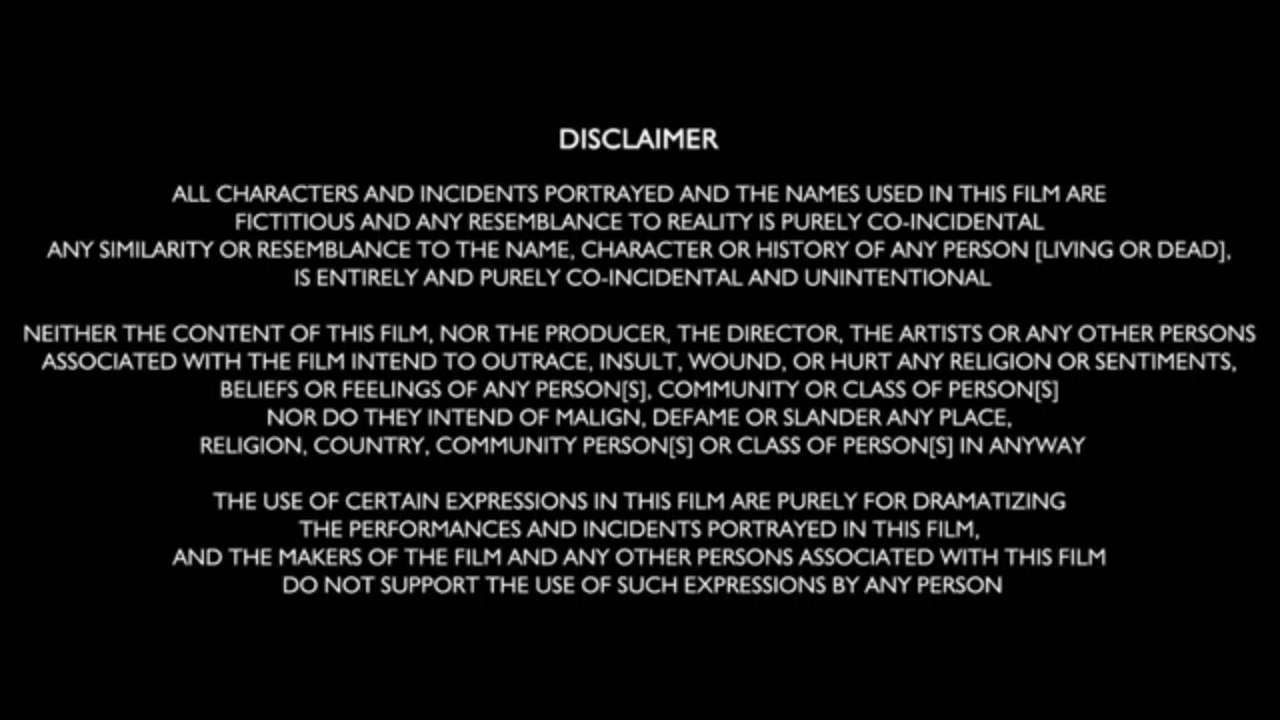 DISCLAIMER
ALL CHARACTERS AND INCIDENTS PORTRAYED AND THE NAMES USED IN THIS FILM ARE
FICTITIOUS AND ANY RESEMBLANCE TO REALITY IS PURELY CO-INCIDENTAL
ANY SIMILARITY OR RESEMBLANCE TO THE NAME, CHARACTER OR HISTORY OF ANY PERSON [LIVING OR DEAD],
IS ENTIRELY AND PURELY CO-INCIDENTAL AND UNINTENTIONAL
NEITHER THE CONTENT OF THIS FILM, NOR THE PRODUCER, THE DIRECTOR, THE ARTISTS OR ANY OTHER PERSONS
ASSOCIATED WITH THE FILM INTEND TO OUTRACE, INSULT, WOUND, OR HURT ANY RELIGION OR SENTIMENTS,
BELIEFS OR FEELINGS OF ANY PERSON[S], COMMUNITY OR CLASS OF PERSON[S]
NOR DO THEY INTEND OF MALIGN, DEFAME OR SLANDER ANY PLACE,
RELIGION, COUNTRY, COMMUNITY PERSON[S] OR CLASS OF PERSON[S] IN ANYWAY
THE USE OF CERTAIN EXPRESSIONS IN THIS FILM ARE PURELY FOR DRAMATIZING
THE PERFORMANCES AND INCIDENTS PORTRAYED IN THIS FILM,
AND THE MAKERS OF THE FILM AND ANY OTHER PERSONS ASSOCIATED WITH THIS FILM
DO NOT SUPPORT THE USE OF SUCH EXPRESSIONS BY ANY PERSON